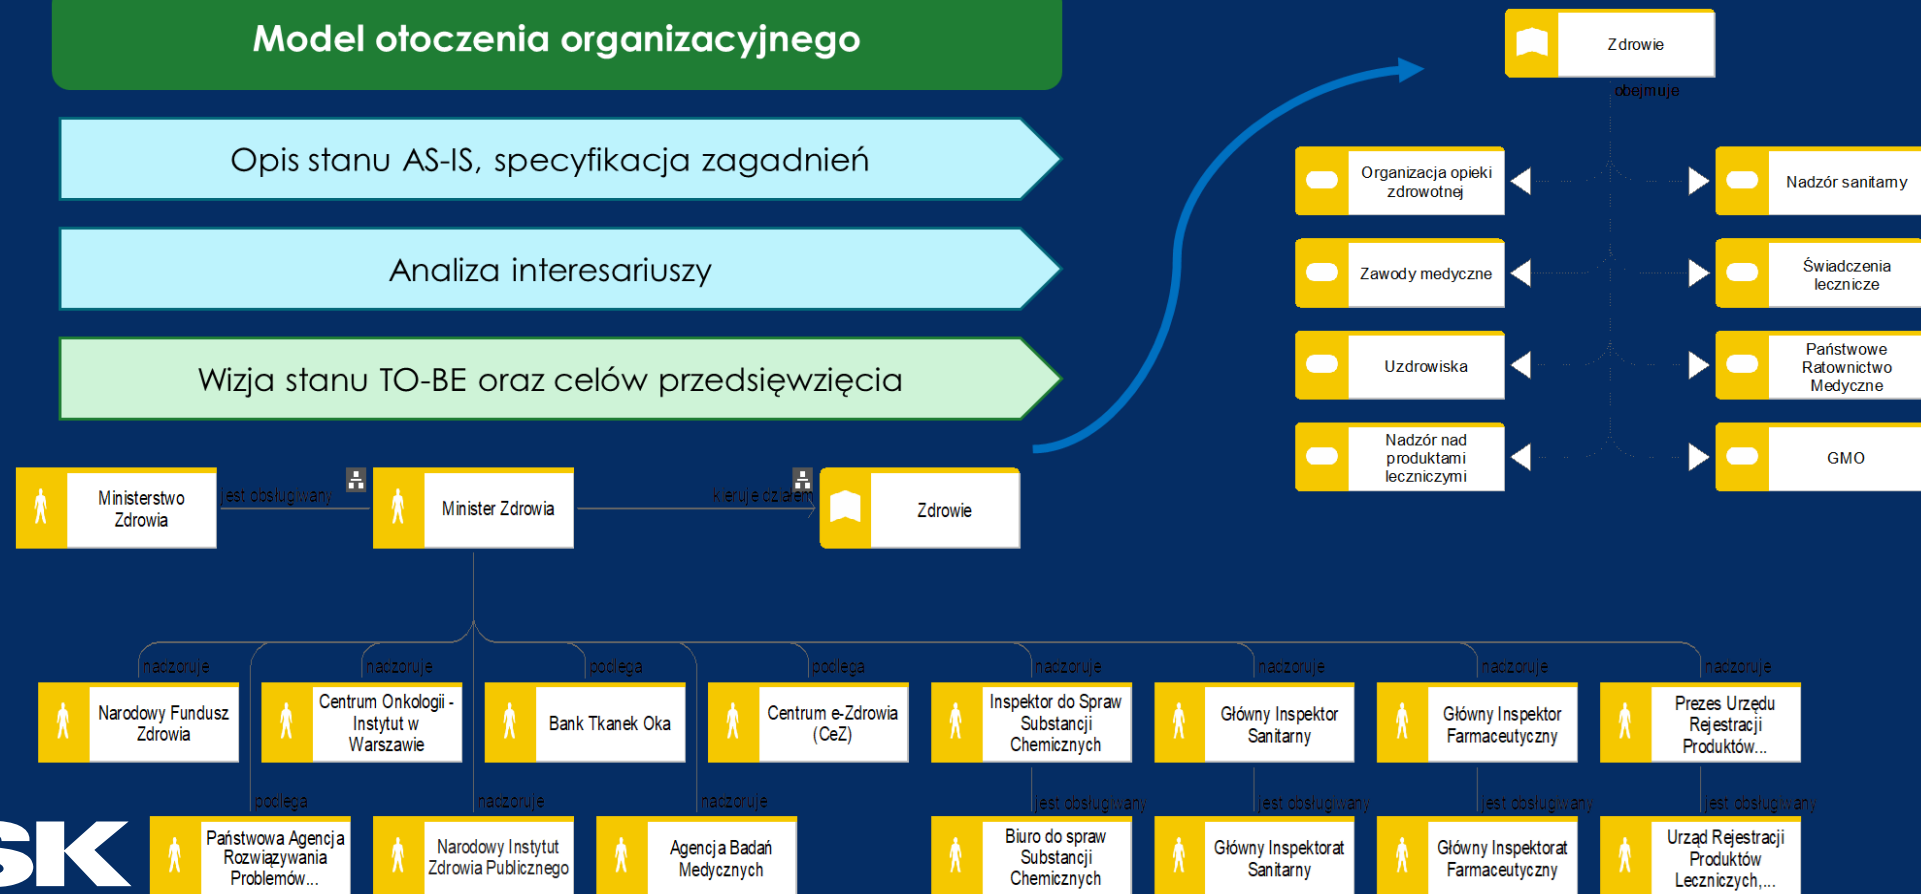 Model otoczenia organizacyjnego
Opis stanu AS-IS, specyfikacja zagadnień
Analiza interesariuszy
Wizja stanu TO-BE oraz celów przedsięwzięcia
Zdrowie
obejmuje
Organizacja opieki
zdrowotnej
Nadzór sanitarny
Zawody medyczne
Świadczenia
lecznicze
Uzdrowiska
Państwowe
Ratownictwo
Medyczne
Nadzór nad
produktami
leczniczymi
GMO
Ministerstwo
Zdrowia
jest obsługiwany
Minister Zdrowia
kieruje działem
Zdrowie
nadzoruje
nadzoruje
podlega
podlega
nadzoruje
nadzoruje
nadzoruje
nadzoruje
Narodowy Fundusz
Zdrowia
Centrum Onkologii -
Instytut w
Warszawie
Bank Tkanek Oka
Centrum e-Zdrowia
(CeZ)
Inspektor do Spraw
Substancji
Chemicznych
Główny Inspektor
Sanitarny
Główny Inspektor
Farmaceutyczny
Prezes Urzędu
Rejestracji
Produktów...
podlega
nadzoruje
nadzoruje
jest obsługiwany
jest obsługiwany
jest obsługiwany
jest obsługiwany
SK
Państwowa Agencja
Rozwiązywania
Problemów...
Narodowy Instytut
Zdrowia Publicznego
Agencja Badań
Medycznych
Biuro do spraw
Substancji
Chemicznych
Główny Inspektorat
Sanitarny
Główny Inspektorat
Farmaceutyczny
Urząd Rejestracji
Produktów
Leczniczych,...